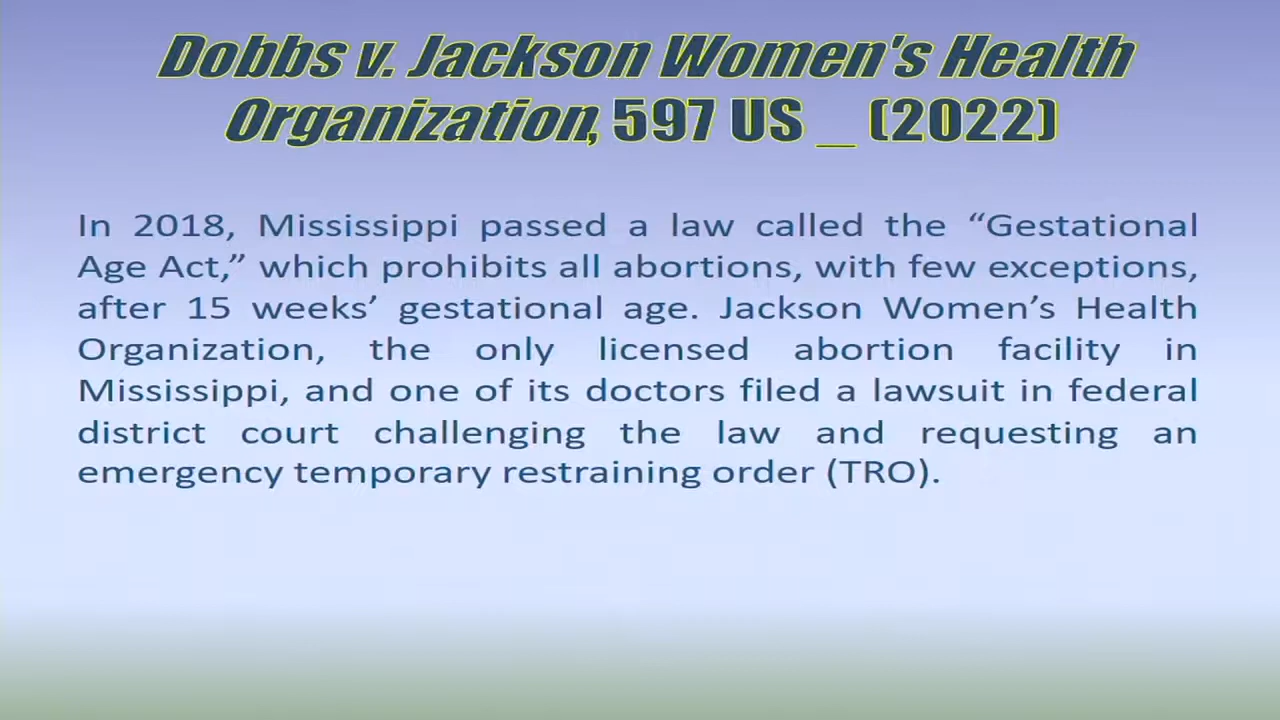 Dobbs v. Jackson Women's Health
Organization, 597 US _ (2022)
In 2018, Mississippi passed a law called the “Gestational
Age Act,” which prohibits all abortions, with few exceptions,
after 15 weeks’ gestational age. Jackson Women’s Health
Organization, the only licensed abortion facility in
Mississippi, and one of its doctors filed a lawsuit in federal
district court challenging the law and requesting an
emergency temporary restraining order (TRO).